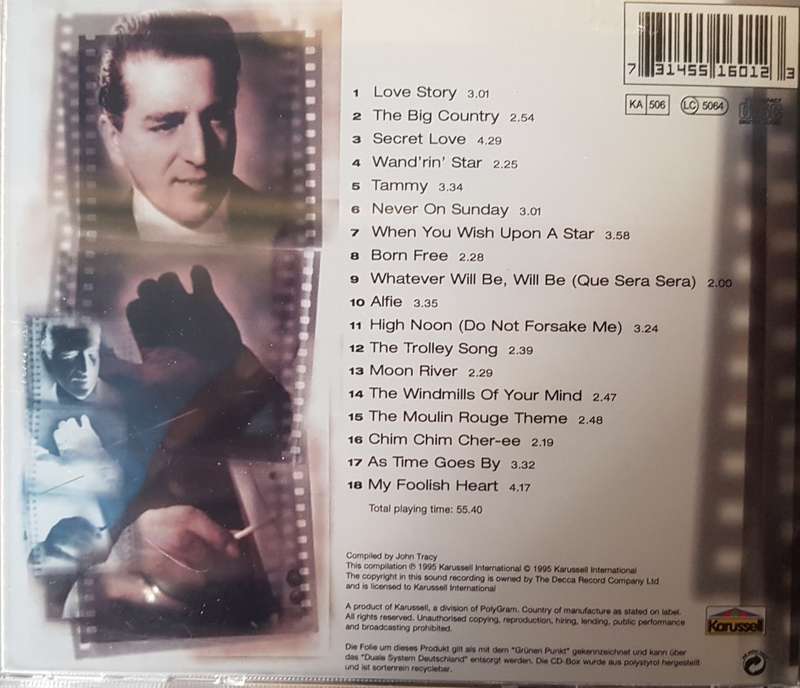 7 31455 16012 3
KA 506
LC 5064
1 Love Story 3.01
2 The Big Country 2.54
3 Secret Love 4.29
4 Wand'rin' Star 2.25
5 Tammy 3.34
6 Never On Sunday 3.01
7 When You Wish Upon A Star 3.58
8 Born Free 2.28
9 Whatever Will Be, Will Be (Que Sera Sera) 2.00
10 Alfie 3.35
11 High Noon (Do Not Forsake Me) 3.24
12 The Trolley Song 2.39
13 Moon River 2.29
14 The Windmills Of Your Mind 2.47
15 The Moulin Rouge Theme 2.48
16 Chim Chim Cher-ee 2.19
17 As Time Goes By 3.32
18 My Foolish Heart 4.17
Total playing time: 55.40
Compiled by John Tracy
This compilation ℗ 1995 Karussell International © 1995 Karussell International
The copyright in this sound recording is owned by The Decca Record Company Ltd
and is licensed to Karussell International
A product of Karussell, a division of PolyGram. Country of manufacture as stated on label.
All rights reserved. Unauthorised copying, reproduction, hiring, lending, public performance
and broadcasting prohibited.
Karussell
Die Folie um dieses Produkt gilt als mit dem "Grünen Punkt" gekennzeichnet und kann über
das "Duale System Deutschland" entsorgt werden. Die CD-Box wurde aus polystyrol hergestellt
und ist sortenrein recyclebar.